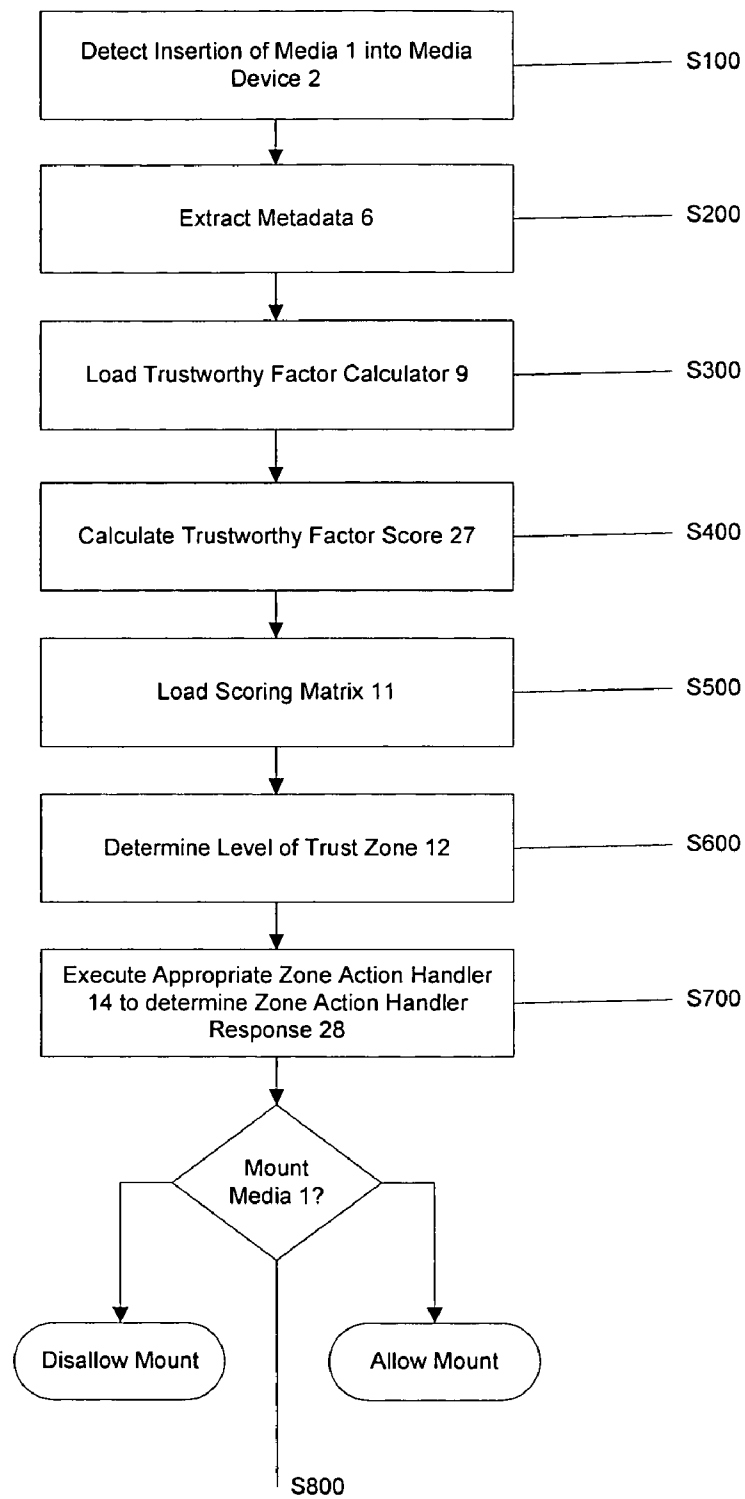 Detect Insertion of Media 1 into Media
Device 2
S100
Extract Metadata 6
S200
Load Trustworthy Factor Calculator 9
S300
Calculate Trustworthy Factor Score 27
S400
Load Scoring Matrix 11
S500
Determine Level of Trust Zone 12
S600
Execute Appropriate Zone Action Handler
14 to determine Zone Action Handler
Response 28
S700
Mount
Media 1?
Disallow Mount
Allow Mount
S800